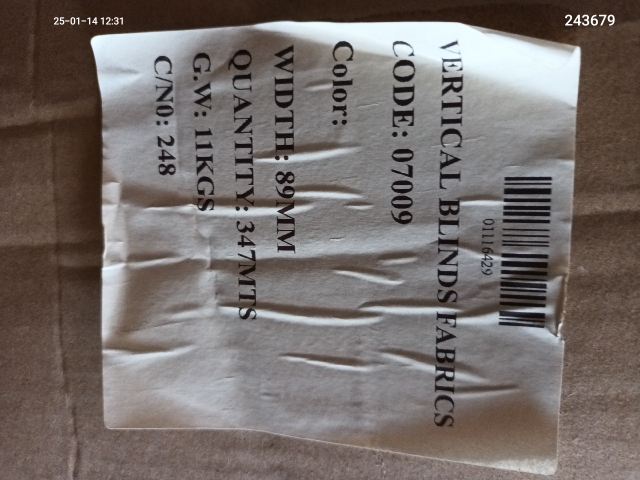 25-01-14 12:31
243679
01116429
VERTICAL BLINDS FABRICS
CODE: 07009
Color:
WIDTH: 89MM
QUANTITY: 347MTS
G.W: 11KGS
C/N0: 248